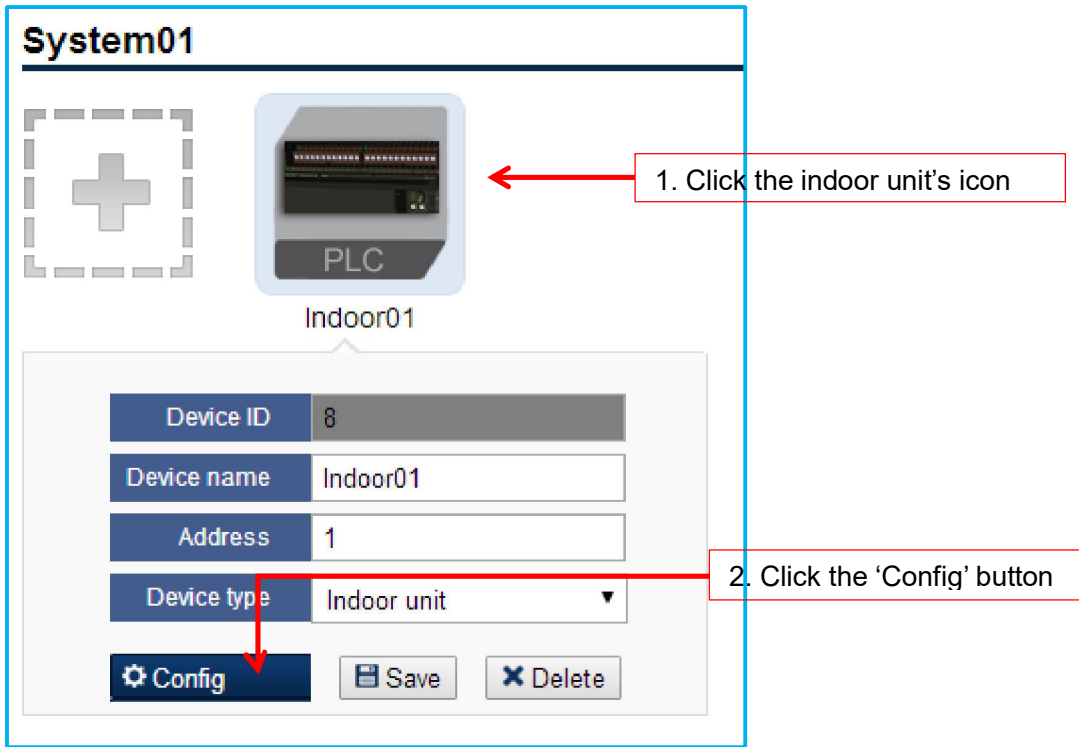 System01
1. Click the indoor unit’s icon
PLC
Indoor01
Device ID 8
Device name Indoor01
Address 1
2. Click the ‘Config’ button
Device type Indoor unit
Config Save Delete